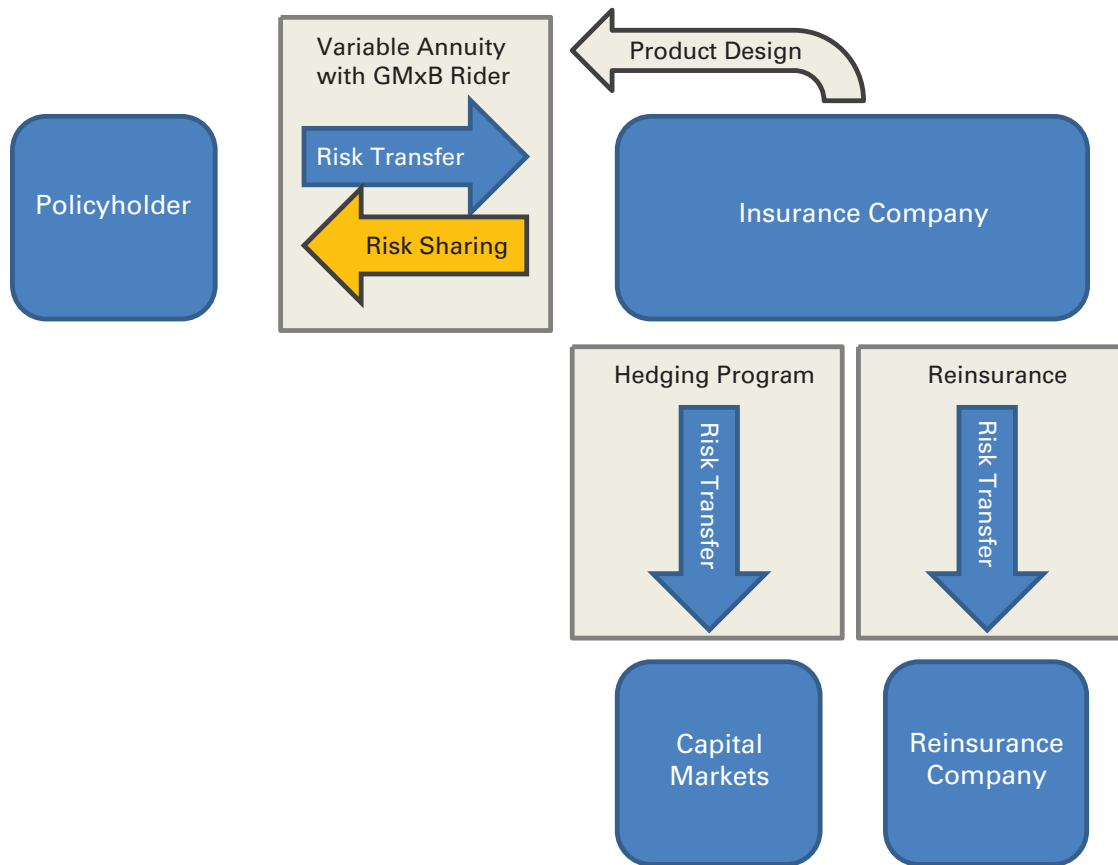 Variable Annuity
with GMxB Rider
Product Design
Risk Transfer
Policyholder
Insurance Company
Risk Sharing
Hedging Program
Reinsurance
Risk Transfer
Risk Transfer
Capital
Markets
Reinsurance
Company